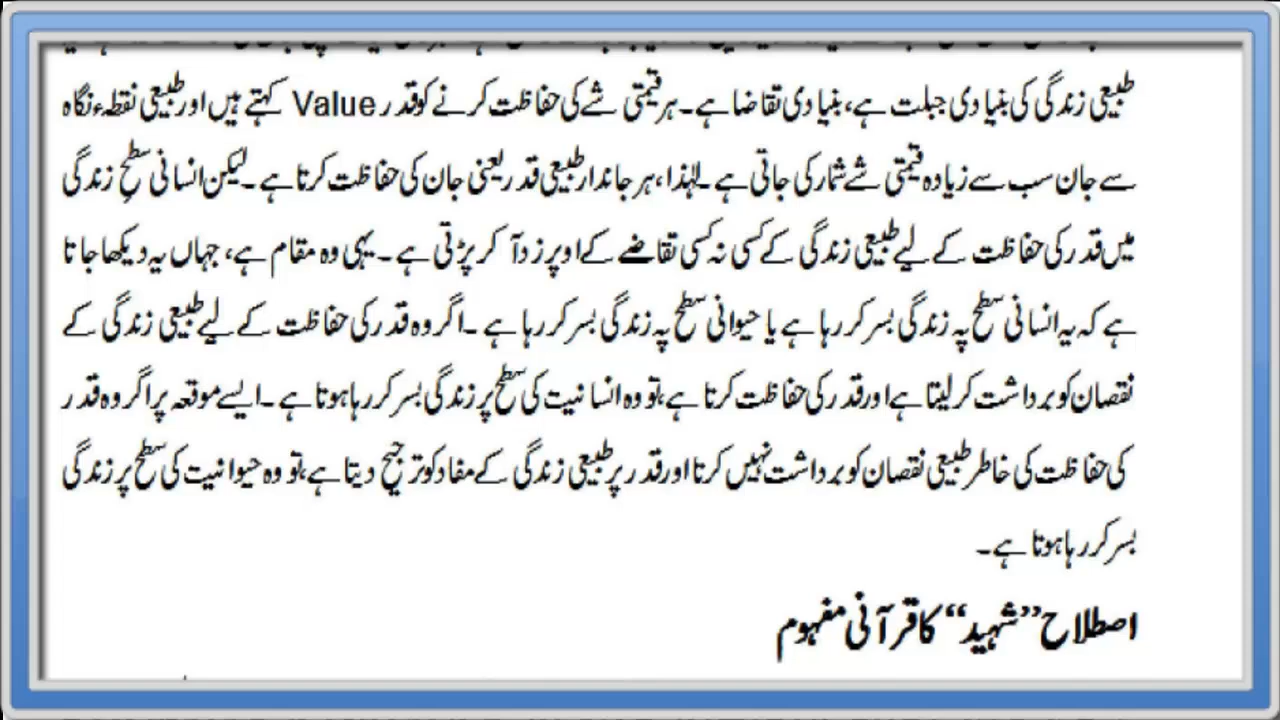 طبیعی زندگی کی بنیادی جبلت ہے، بنیادی تقاضا ہے۔ ہر قیمتی شے کی حفاظت کرنے کو قدر Value کہتے ہیں اور طبیعی نقطہء نگاہ
سے جان سب سے زیادہ قیمتی شے شمار کی جاتی ہے۔ لہٰذا، ہر جاندار طبیعی قدر یعنی جان کی حفاظت کرتا ہے۔ لیکن انسانی سطحِ زندگی
میں قدر کی حفاظت کے لیے طبیعی زندگی کے کسی نہ کسی تقاضے کے اوپر زد آ کر پڑتی ہے۔ یہی وہ مقام ہے، جہاں یہ دیکھا جاتا
ہے کہ یہ انسانی سطح پہ زندگی بسر کر رہا ہے یا حیوانی سطح پہ زندگی بسر کر رہا ہے۔ اگر وہ قدر کی حفاظت کے لیے طبیعی زندگی کے
نقصان کو برداشت کر لیتا ہے اور قدر کی حفاظت کرتا ہے، تو وہ انسانیت کی سطح پر زندگی بسر کر رہا ہوتا ہے۔ ایسے موقعہ پر اگر وہ قدر
کی حفاظت کی خاطر طبیعی نقصان کو برداشت نہیں کرتا اور قدر پر طبیعی زندگی کے مفاد کو ترجیح دیتا ہے، تو وہ حیوانیت کی سطح پر زندگی
بسر کر رہا ہوتا ہے۔
اصطلاح ’’شہید‘‘ کا قرآنی مفہوم